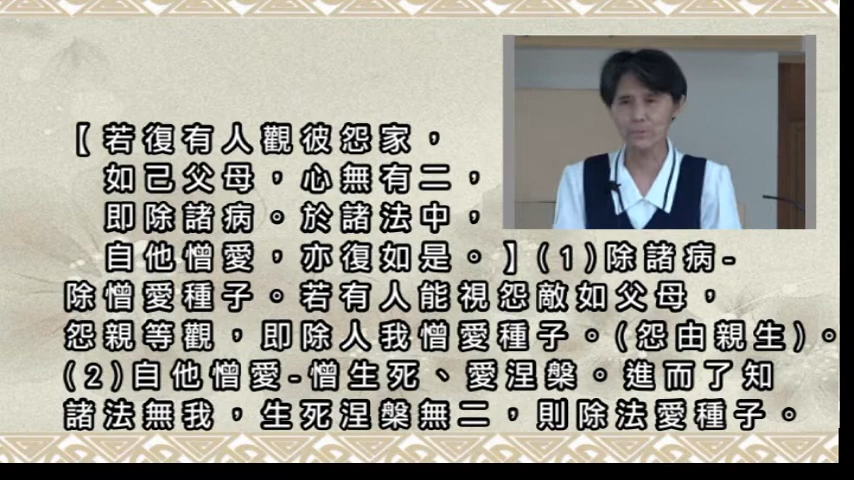 【若復有人觀彼怨家，
如己父母，心無有二，
即除諸病。於諸法中，
自他憎愛，亦復如是。】(1)除諸病-
除憎愛種子。若有人能視怨敵如父母，
怨親等觀，即除人我憎愛種子。(怨由親生)。
(2)自他憎愛-憎生死、愛涅槃。進而了知
諸法無我，生死涅槃無二，則除法愛種子。